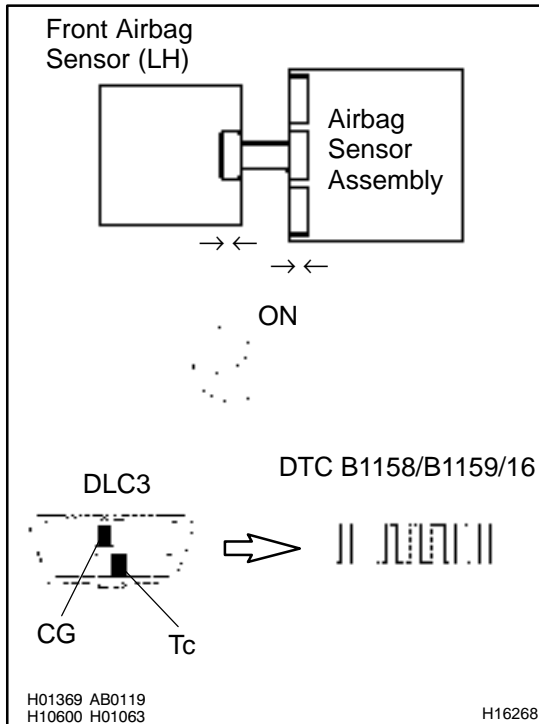 Front Airbag
Sensor (LH)
Airbag
Sensor
Assembly
ON
DTC B1158/B1159/16
DLC3
CG
Tc
H01369 AB0119
H10600 H01063
H16268